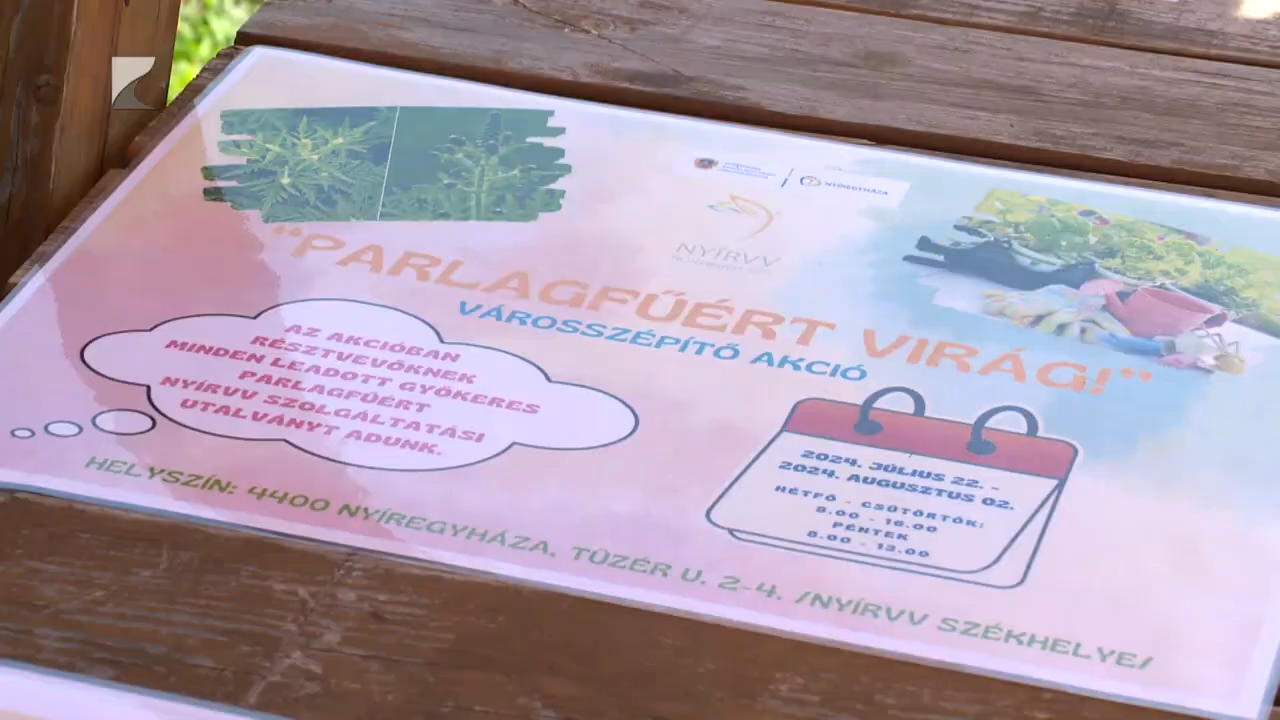 NYÍREGYHÁZA
NYÍRVV
"PARLAGFŰÉRT VIRÁG!"
VÁROSSZÉPÍTŐ AKCIÓ
AZ AKCIÓBAN
RÉSZTVEVŐKNEK
MINDEN LEADOTT GYÖKERES
PARLAGFŰÉRT
NYÍRVV SZOLGÁLTATÁSI
UTALVÁNYT ADUNK.
2024. JÚLIUS 22. -
2024. AUGUSZTUS 02.
HÉTFŐ - CSÜTÖRTÖK:
8.00 - 16.00
PÉNTEK
8.00 - 13.00
HELYSZÍN: 4400 NYÍREGYHÁZA, TÜZÉR U. 2-4. /NYÍRVV SZÉKHELYE/